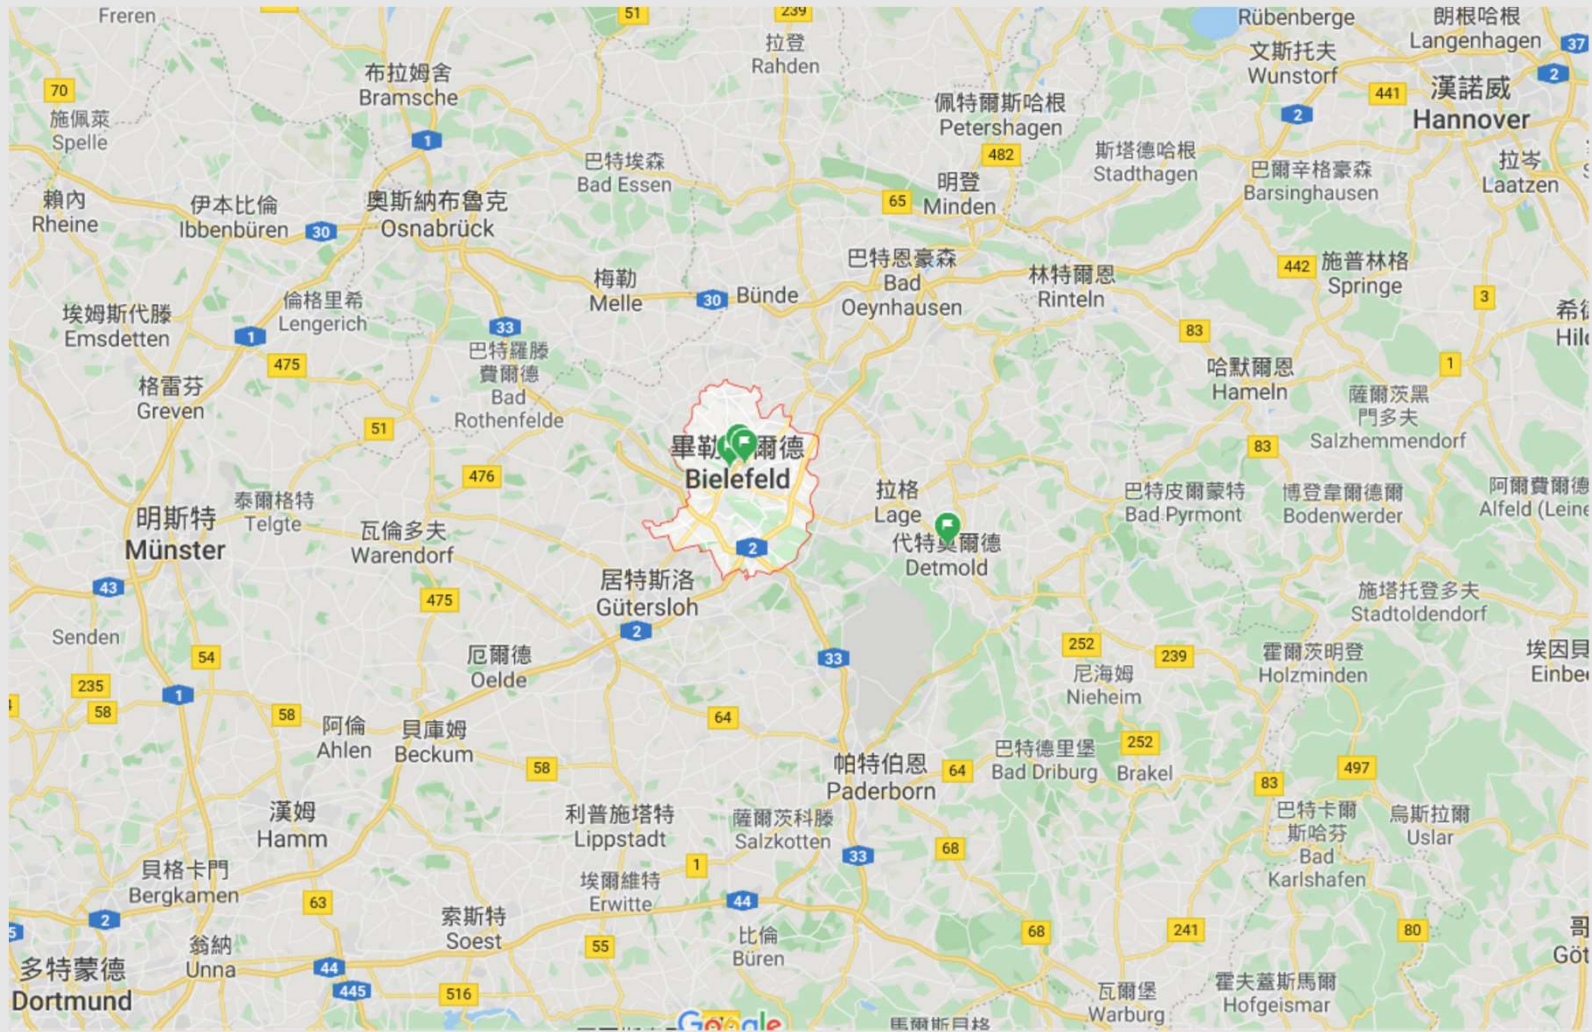 Freren
51
239
Rübenberge
朗根哈根
Langenhagen
37
拉登
Rahden
文斯托夫
Wunstorf
2
布拉姆舍
Bramsche
70
441
漢諾威
Hannover
施佩萊
Spelle
佩特爾斯哈根
Petershagen
2
1
482
斯塔德哈根
Stadthagen
巴特埃森
Bad Essen
巴爾辛格豪森
Barsinghausen
拉岑
Laatzen
明登
Minden
65
賴內
Rheine
伊本比倫
Ibbenbüren
30
奧斯納布魯克
Osnabrück
巴特恩豪森
Bad
Oeynhausen
林特爾恩
Rinteln
442
施普林格
Springe
梅勒
Melle
30
Bünde
3
埃姆斯代滕
Emsdetten
倫格里希
Lengerich
1
33
83
475
巴特羅滕
費爾德
Bad
Rothenfelde
哈默爾恩
Hameln
1
格雷芬
Greven
薩爾茨黑
門多夫
Salzhemmendorf
51
83
畢勒 爾德
Bielefeld
476
泰爾格特
Telgte
拉格
Lage
巴特皮爾蒙特
Bad Pyrmont
博登韋爾德爾
Bodenwerder
阿爾費爾德
Alfeld (Leine
明斯特
Münster
瓦倫多夫
Warendorf
2
代特莫爾德
Detmold
43
居特斯洛
Gütersloh
475
施塔托登多夫
Stadtoldendorf
2
Senden
54
厄爾德
Oelde
33
252
239
霍爾茨明登
Holzminden
235
1
尼海姆
Nieheim
58
58
64
阿倫
Ahlen
貝庫姆
Beckum
252
巴特德里堡
Bad Driburg
Brakel
58
帕特伯恩
Paderborn
64
497
83
漢姆
Hamm
利普施塔特
Lippstadt
薩爾茨科滕
Salzkotten
巴特卡爾
斯哈芬
Bad
Karlshafen
烏斯拉爾
Uslar
68
33
1
貝格卡門
Bergkamen
埃爾維特
Erwitte
44
63
2
索斯特
Soest
55
比倫
Büren
68
241
80
翁納
Unna
44
445
516
多特蒙德
Dortmund
瓦爾堡
Warburg
霍夫蓋斯馬爾
Hofgeismar
Google